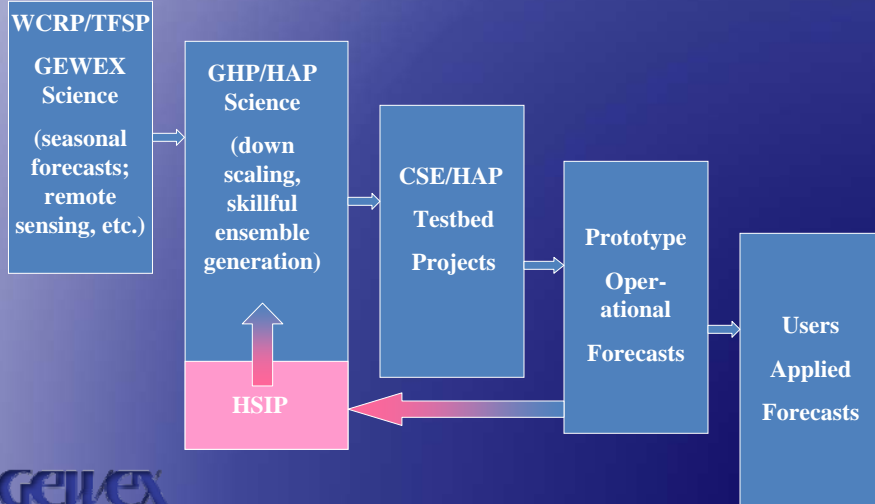 WCRP/TFSP
GEWEX
Science
(seasonal
forecasts;
remote
sensing, etc.)
GHP/HAP
Science
(down
scaling,
skillful
ensemble
generation)
HSIP
CSE/HAP
Testbed
Projects
Prototype
Oper-
ational
Forecasts
Users
Applied
Forecasts
GEWEX